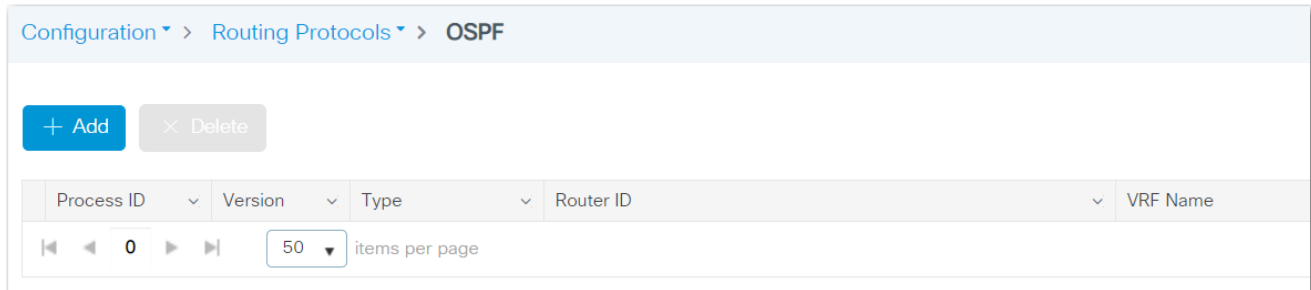 Configuration > Routing Protocols > OSPF
+ Add × Delete
Process ID Version Type Router ID VRF Name
0 50 items per page